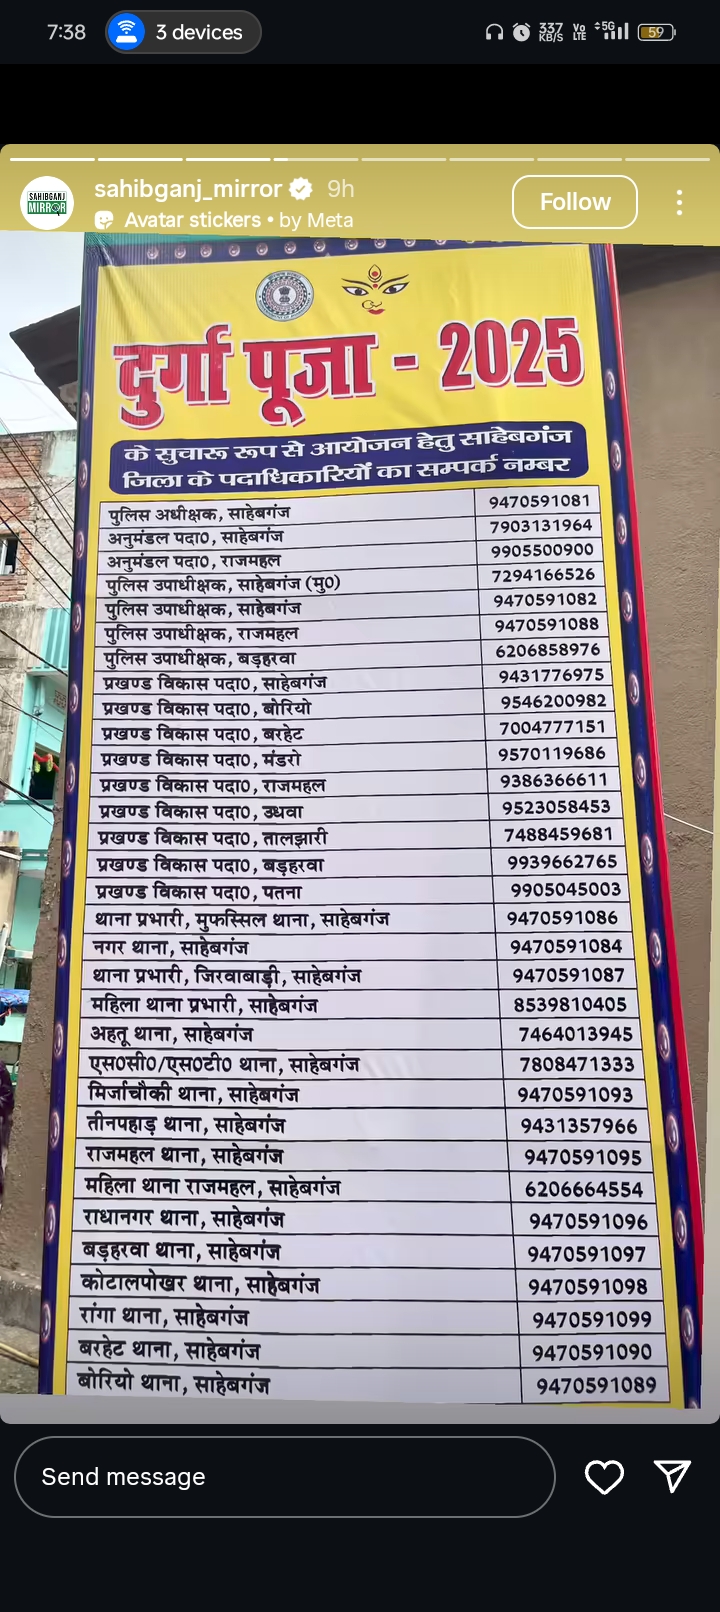 7:38
3 devices
337 KB/S
Vo LTE
5G
59
SAHIBGANJ MIRROR
sahibganj_mirror 9h
Follow
Avatar stickers • by Meta
दुर्गा पूजा - 2025
के सुचारू रूप से आयोजन हेतु साहेबगंज
जिला के पदाधिकारियों का सम्पर्क नम्बर
पुलिस अधीक्षक, साहेबगंज 9470591081
अनुमंडल पदा0, साहेबगंज 7903131964
अनुमंडल पदा0, राजमहल 9905500900
पुलिस उपाधीक्षक, साहेबगंज (मु0) 7294166526
पुलिस उपाधीक्षक, साहेबगंज 9470591082
पुलिस उपाधीक्षक, राजमहल 9470591088
पुलिस उपाधीक्षक, बड़हरवा 6206858976
प्रखण्ड विकास पदा0, साहेबगंज 9431776975
प्रखण्ड विकास पदा0, बोरियो 9546200982
प्रखण्ड विकास पदा0, बरहेट 7004777151
प्रखण्ड विकास पदा0, मंडरो 9570119686
प्रखण्ड विकास पदा0, राजमहल 9386366611
प्रखण्ड विकास पदा0, उधवा 9523058453
प्रखण्ड विकास पदा0, तालझारी 7488459681
प्रखण्ड विकास पदा0, बड़हरवा 9939662765
प्रखण्ड विकास पदा0, पतना 9905045003
थाना प्रभारी, मुफस्सिल थाना, साहेबगंज 9470591086
नगर थाना, साहेबगंज 9470591084
थाना प्रभारी, जिरवाबाड़ी, साहेबगंज 9470591087
महिला थाना प्रभारी, साहेबगंज 8539810405
अहतू थाना, साहेबगंज 7464013945
एस0सी0/एस0टी0 थाना, साहेबगंज 7808471333
मिर्जाचौकी थाना, साहेबगंज 9470591093
तीनपहाड़ थाना, साहेबगंज 9431357966
राजमहल थाना, साहेबगंज 9470591095
महिला थाना राजमहल, साहेबगंज 6206664554
राधानगर थाना, साहेबगंज 9470591096
बड़हरवा थाना, साहेबगंज 9470591097
कोटालपोखर थाना, साहेबगंज 9470591098
रांगा थाना, साहेबगंज 9470591099
बरहेट थाना, साहेबगंज 9470591090
बोरियो थाना, साहेबगंज 9470591089
Send message